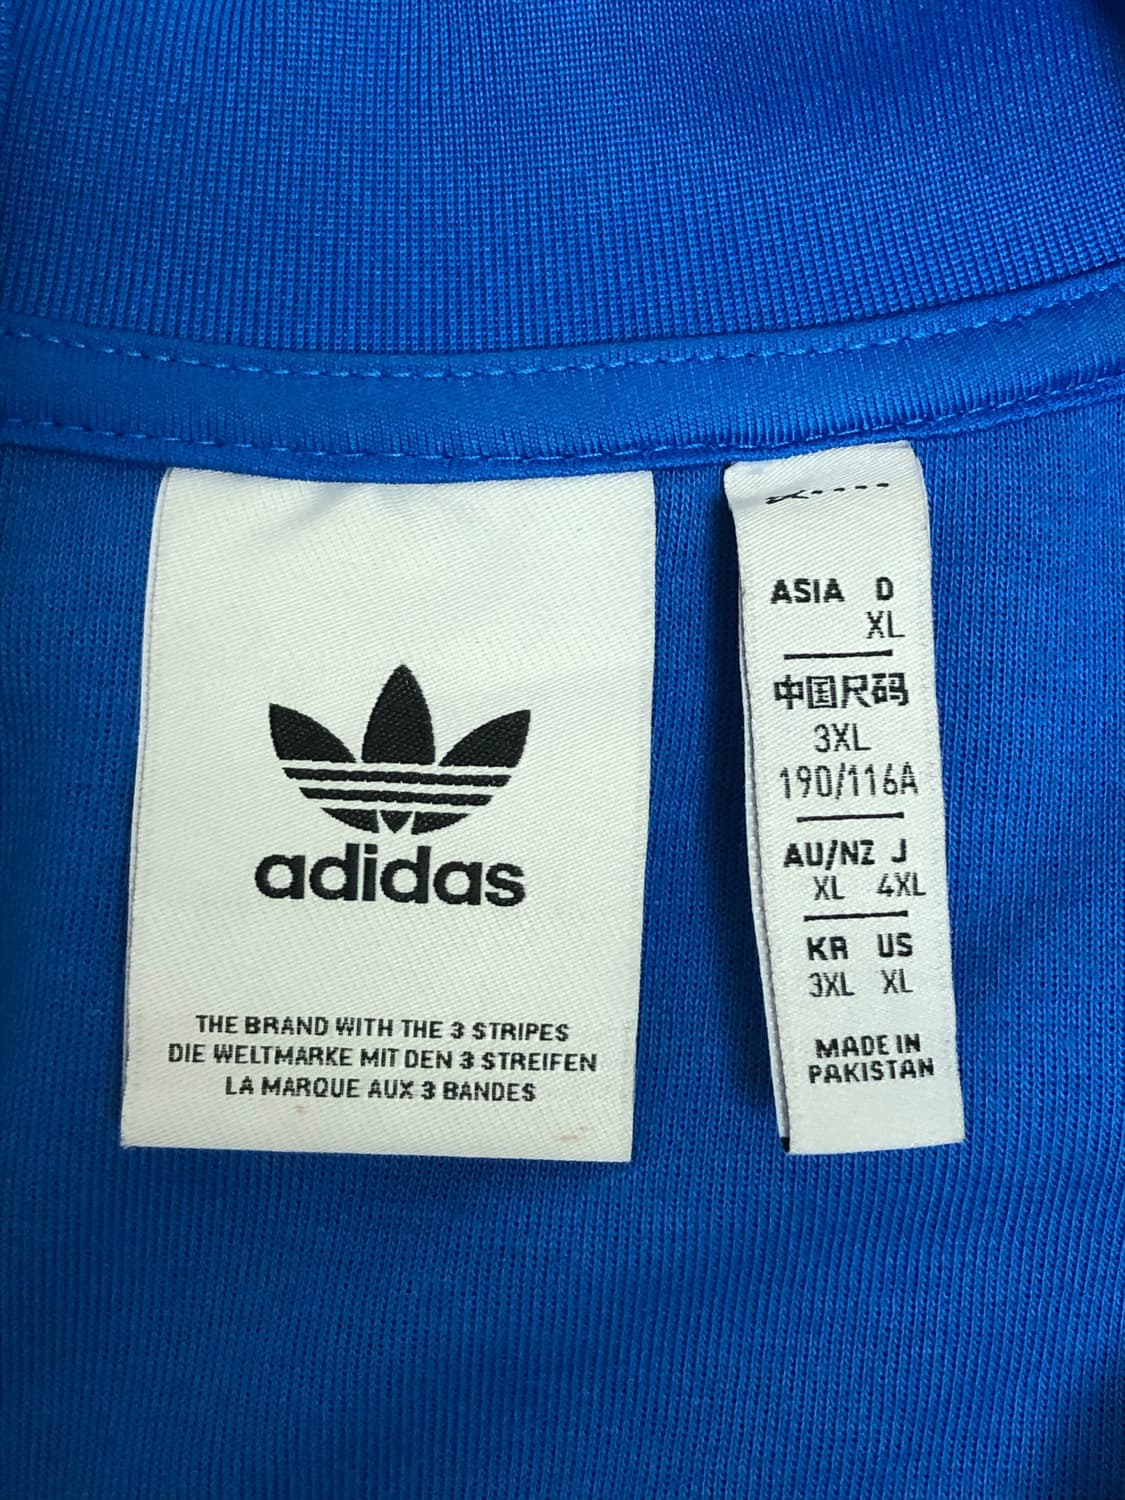 adidas
THE BRAND WITH THE 3 STRIPES
DIE WELTMARKE MIT DEN 3 STREIFEN
LA MARQUE AUX 3 BANDES
ASIA D
XL
中国尺码
3XL
190/116A
AU/NZ J
XL 4XL
KR US
3XL XL
MADE IN
PAKISTAN